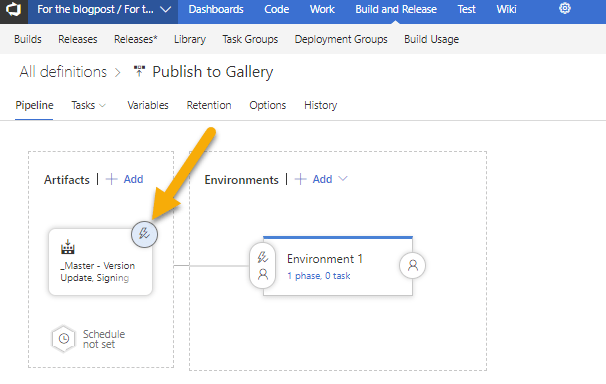 For the blogpost / For t... Dashboards Code Work Build and Release Test Wiki
Builds Releases Releases* Library Task Groups Deployment Groups Build Usage
All definitions > Publish to Gallery
Pipeline Tasks Variables Retention Options History
Artifacts | + Add
Environments | + Add
_Master - Version
Update, Signing
Environment 1
1 phase, 0 task
Schedule
not set